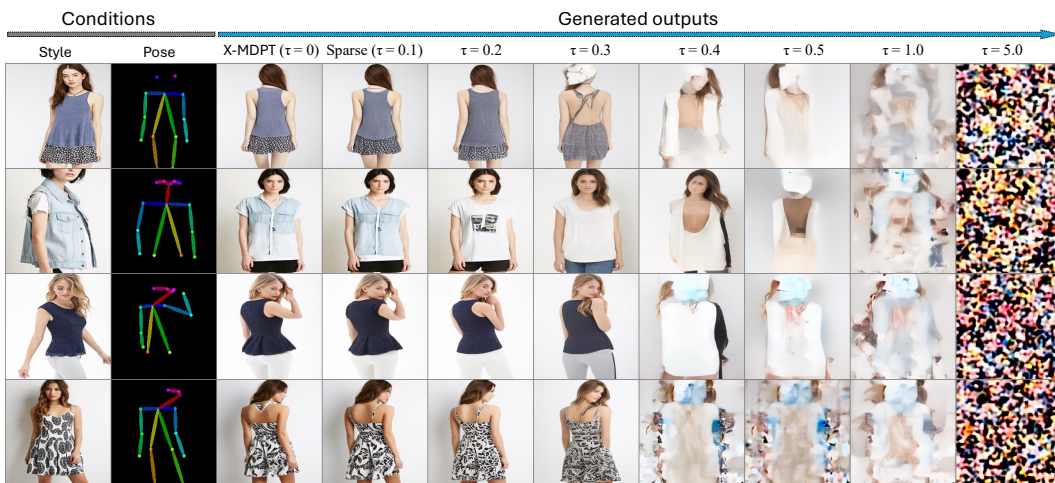 Conditions Generated outputs
Style Pose X-MDPT (τ = 0) Sparse (τ = 0.1) τ = 0.2 τ = 0.3 τ = 0.4 τ = 0.5 τ = 1.0 τ = 5.0